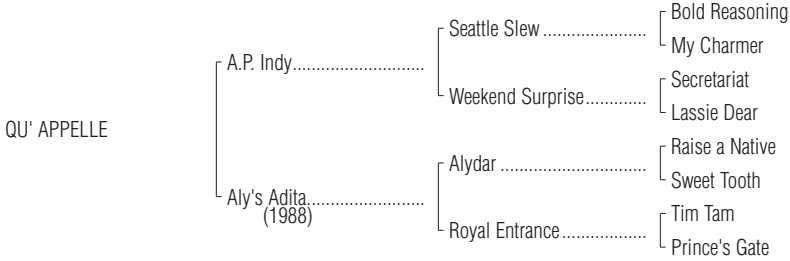 Bold Reasoning
Seattle Slew ......................
My Charmer
A.P. Indy............................
Secretariat
Weekend Surprise.............
Lassie Dear
QU' APPELLE
Raise a Native
Alydar ...............................
Sweet Tooth
Aly's Adita.........................
(1988)
Tim Tam
Royal Entrance..................
Prince's Gate